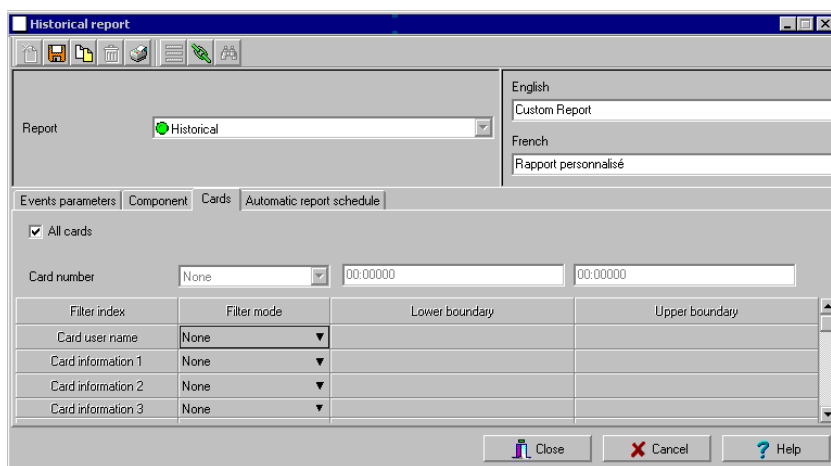 Historical report
English
Custom Report
Report Historical
French
Rapport personnalisé
Events parameters Component Cards Automatic report schedule
All cards
Card number None 00:00000 00:00000
Filter index Filter mode Lower boundary Upper boundary
Card user name None
Card information 1 None
Card information 2 None
Card information 3 None
Close Cancel Help